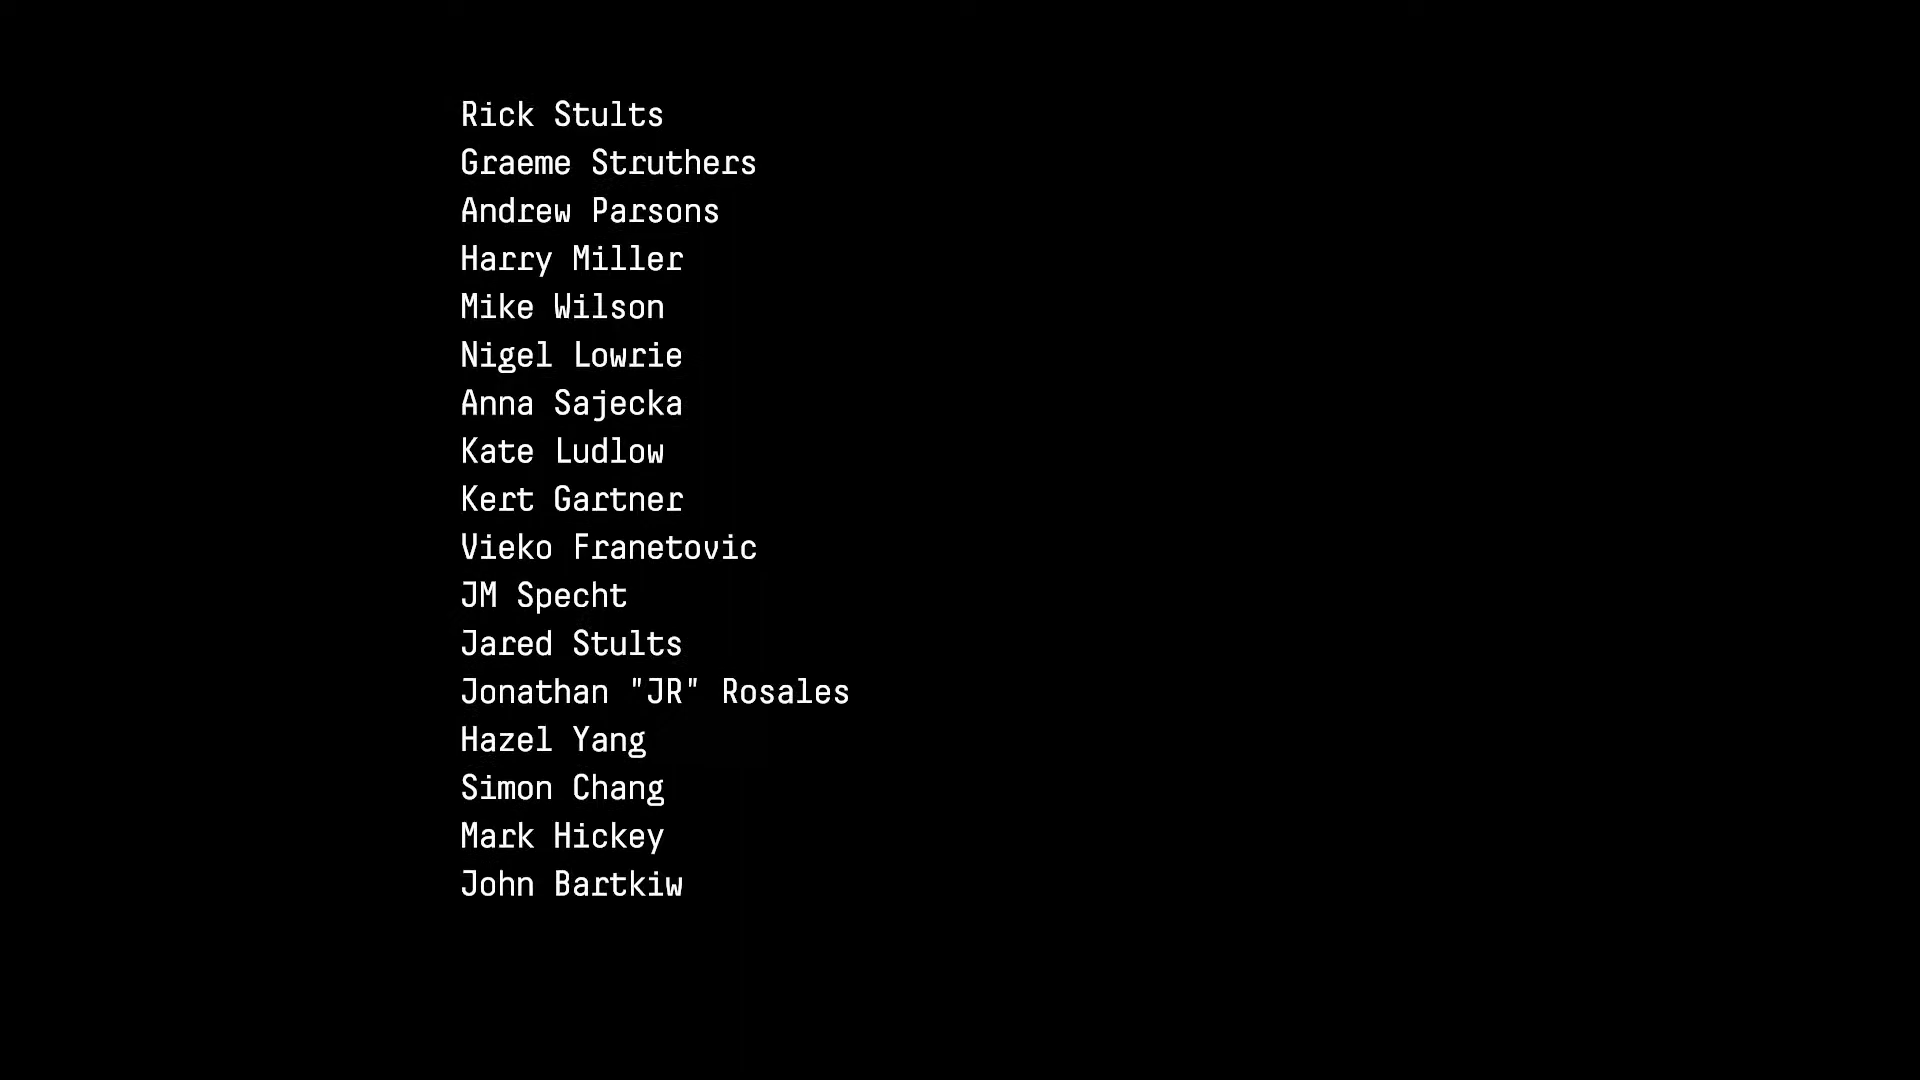 Rick Stults
Graeme Struthers
Andrew Parsons
Harry Miller
Mike Wilson
Nigel Lowrie
Anna Sajecka
Kate Ludlow
Kert Gartner
Vieko Franetovic
JM Specht
Jared Stults
Jonathan "JR" Rosales
Hazel Yang
Simon Chang
Mark Hickey
John Bartkiw